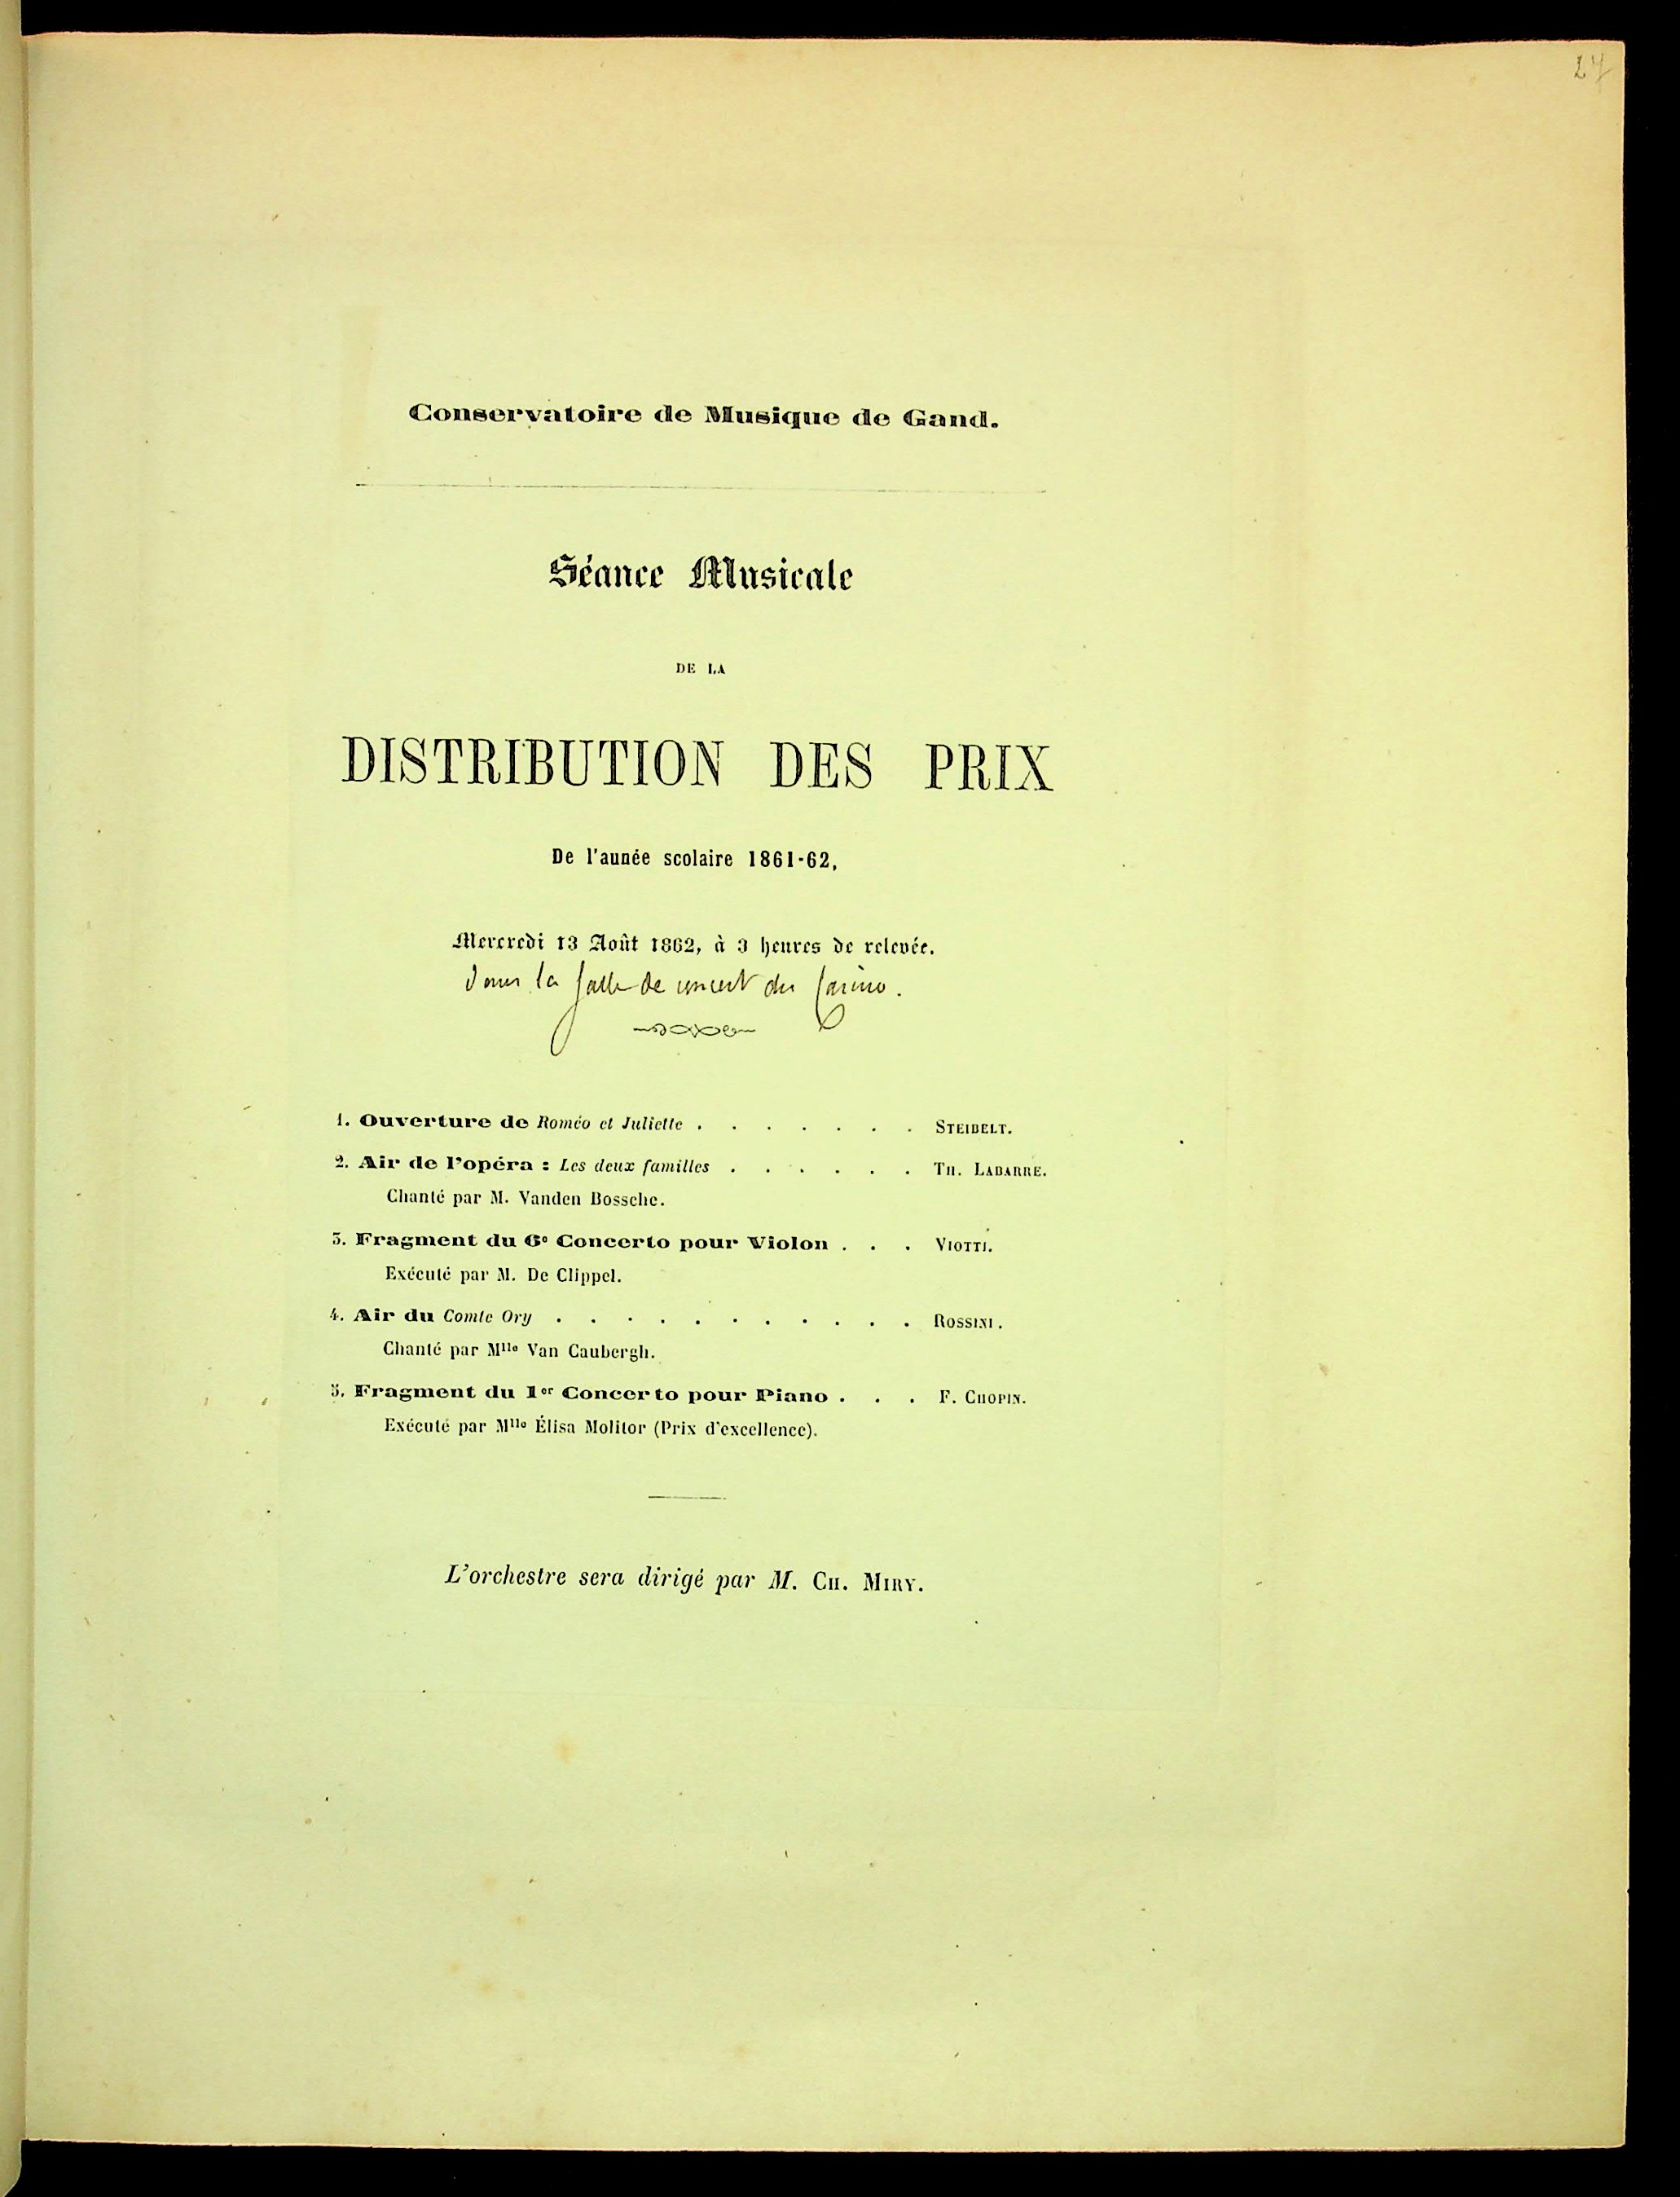 27
Conservatoire de Musique de Gand.
Séance Musicale
DE LA
DISTRIBUTION DES PRIX
De l'aunée scolaire 1861-62,
Mercredi 13 Août 1862, à 3 heures de relevée.
dans la Salle de concert du Casino.
1. Ouverture de Roméo et Juliette . . . . . . . STEIBELT.
2. Air de l'opéra : Les deux familles . . . . . . TH. LABARRE.
Chanté par M. Vanden Bossche.
3. Fragment du 6e Concerto pour Violon . . . VIOTTI.
Exécuté par M. De Clippel.
4. Air du Comte Ory . . . . . . . . . . . ROSSINI.
Chanté par Mlle Van Caubergh.
5. Fragment du 1er Concerto pour Piano . . . F. CHOPIN.
Exécuté par Mlle Élisa Molitor (Prix d'excellence).
L'orchestre sera dirigé par M. CH. MIRY.